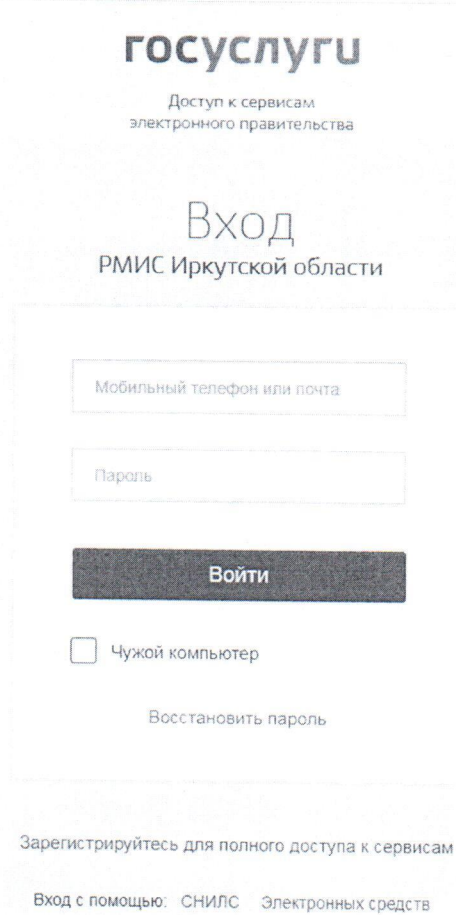 госуслуги
Доступ к сервисам
электронного правительства
Вход
РМИС Иркутской области
Мобильный телефон или почта
Пароль
Войти
Чужой компьютер
Восстановить пароль
Зарегистрируйтесь для полного доступа к сервисам
Вход с помощью: СНИЛС Электронных средств